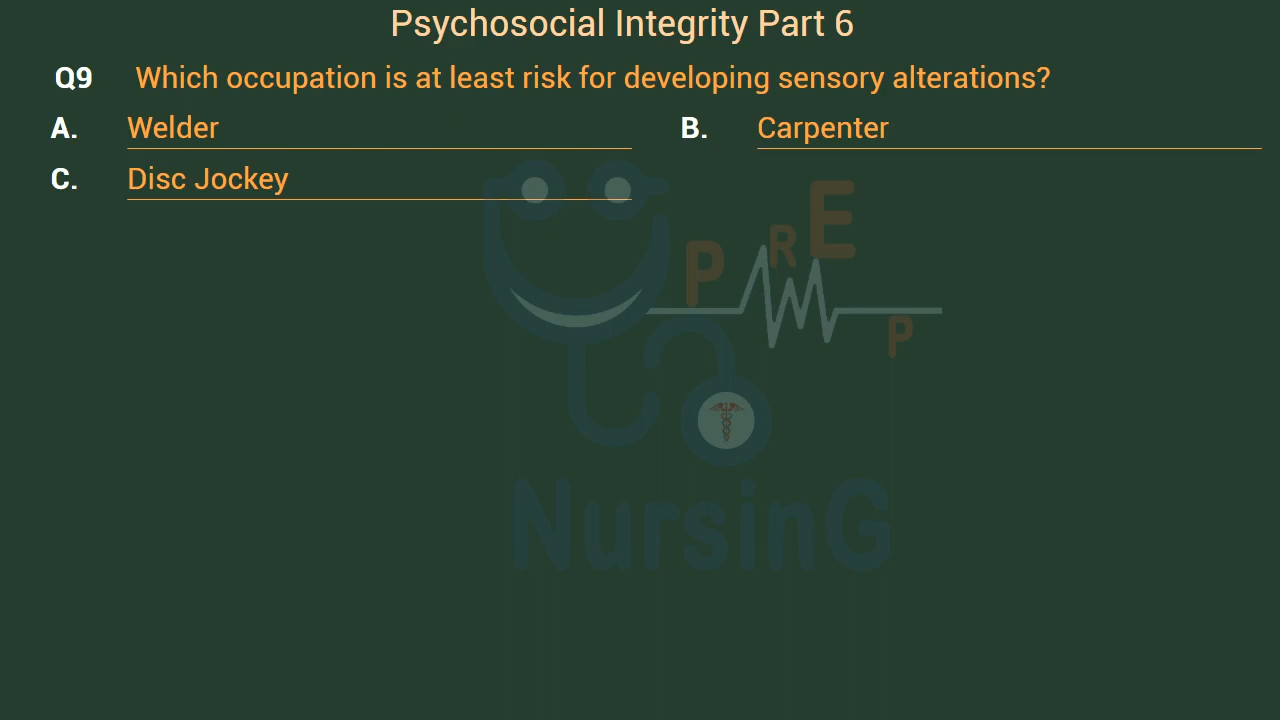 Psychosocial Integrity Part 6
Q9 Which occupation is at least risk for developing sensory alterations?
A. Welder
B. Carpenter
C. Disc Jockey
PREP
NursinG